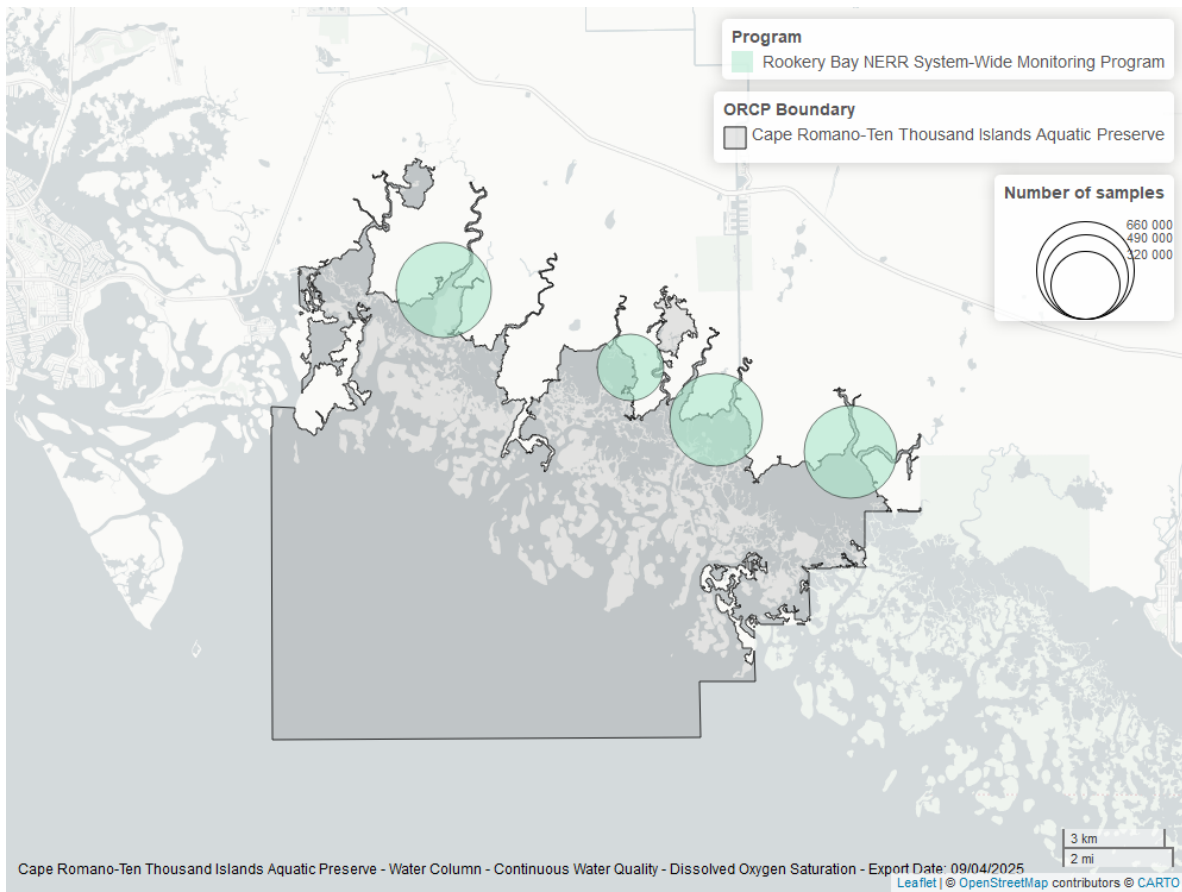 Program
Rookery Bay NERR System-Wide Monitoring Program
ORCP Boundary
Cape Romano-Ten Thousand Islands Aquatic Preserve
Number of samples
660 000
490 000
320 000
3 km
2 mi
Cape Romano-Ten Thousand Islands Aquatic Preserve - Water Column - Continuous Water Quality - Dissolved Oxygen Saturation - Export Date: 09/04/2025
Leaflet | © OpenStreetMap contributors © CARTO